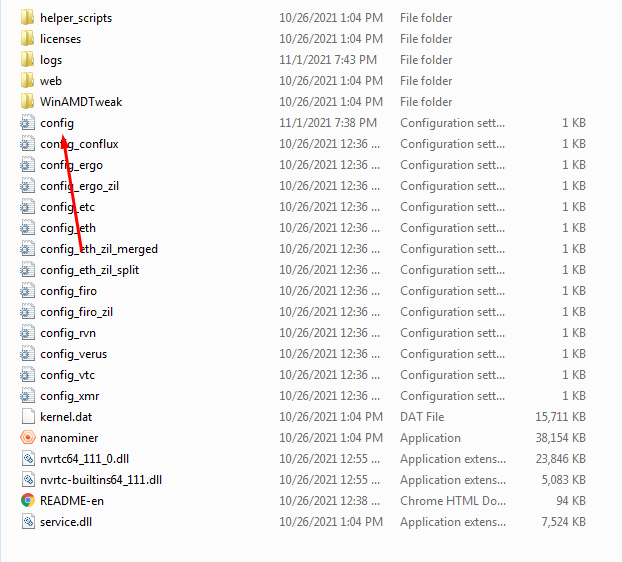 helper_scripts 10/26/2021 1:04 PM File folder
licenses 10/26/2021 1:04 PM File folder
logs 11/1/2021 7:43 PM File folder
web 10/26/2021 1:04 PM File folder
WinAMDTweak 10/26/2021 1:04 PM File folder
config 11/1/2021 7:38 PM Configuration sett... 1 KB
config_conflux 10/26/2021 12:36 ... Configuration sett... 1 KB
config_ergo 10/26/2021 12:36 ... Configuration sett... 1 KB
config_ergo_zil 10/26/2021 12:36 ... Configuration sett... 1 KB
config_etc 10/26/2021 12:36 ... Configuration sett... 1 KB
config_eth 10/26/2021 12:36 ... Configuration sett... 1 KB
config_eth_zil_merged 10/26/2021 12:36 ... Configuration sett... 1 KB
config_eth_zil_split 10/26/2021 12:36 ... Configuration sett... 1 KB
config_firo 10/26/2021 12:36 ... Configuration sett... 1 KB
config_firo_zil 10/26/2021 12:36 ... Configuration sett... 1 KB
config_rvn 10/26/2021 12:36 ... Configuration sett... 1 KB
config_verus 10/26/2021 12:36 ... Configuration sett... 1 KB
config_vtc 10/26/2021 12:36 ... Configuration sett... 1 KB
config_xmr 10/26/2021 12:36 ... Configuration sett... 1 KB
kernel.dat 10/26/2021 1:04 PM DAT File 15,711 KB
nanominer 10/26/2021 1:04 PM Application 38,154 KB
nvrtc64_111_0.dll 10/26/2021 12:55 ... Application extens... 23,846 KB
nvrtc-builtins64_111.dll 10/26/2021 12:55 ... Application extens... 5,083 KB
README-en 10/26/2021 12:38 ... Chrome HTML Do... 94 KB
service.dll 10/26/2021 1:04 PM Application extens... 7,524 KB